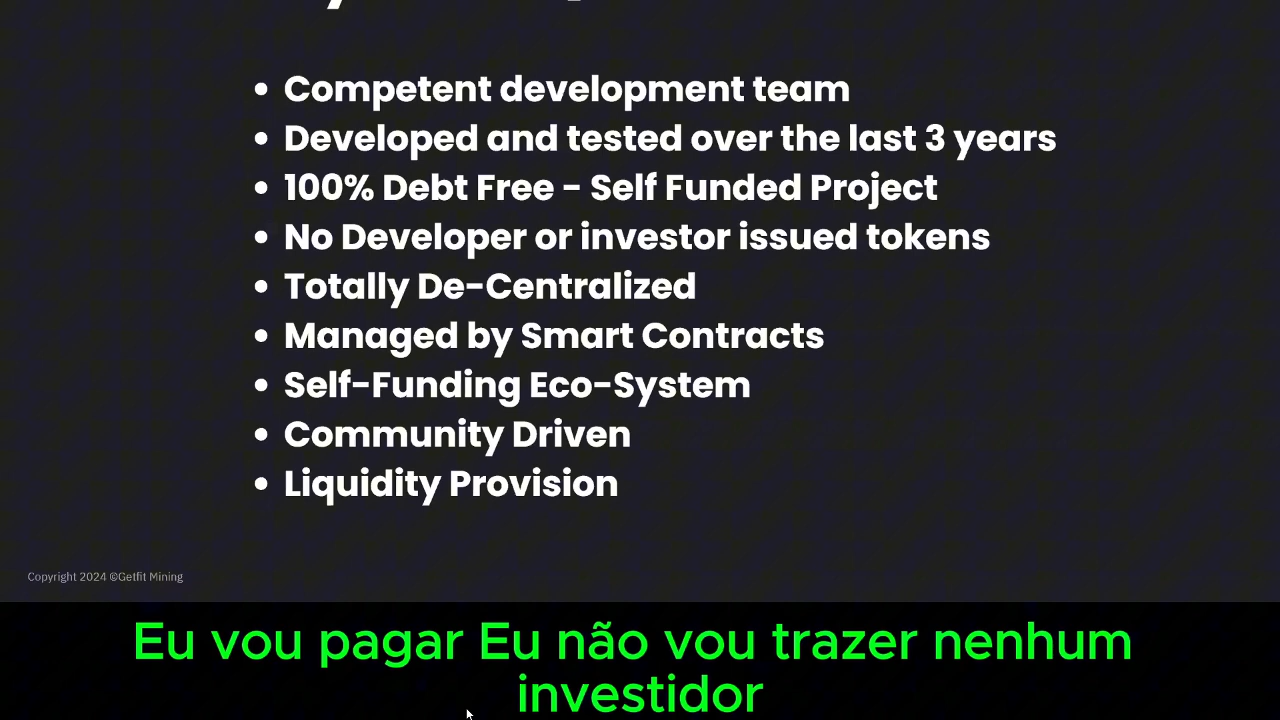 • Competent development team
• Developed and tested over the last 3 years
• 100% Debt Free - Self Funded Project
• No Developer or investor issued tokens
• Totally De-Centralized
• Managed by Smart Contracts
• Self-Funding Eco-System
• Community Driven
• Liquidity Provision
Copyright 2024 ©Getfit Mining
Eu vou pagar Eu não vou trazer nenhum
investidor